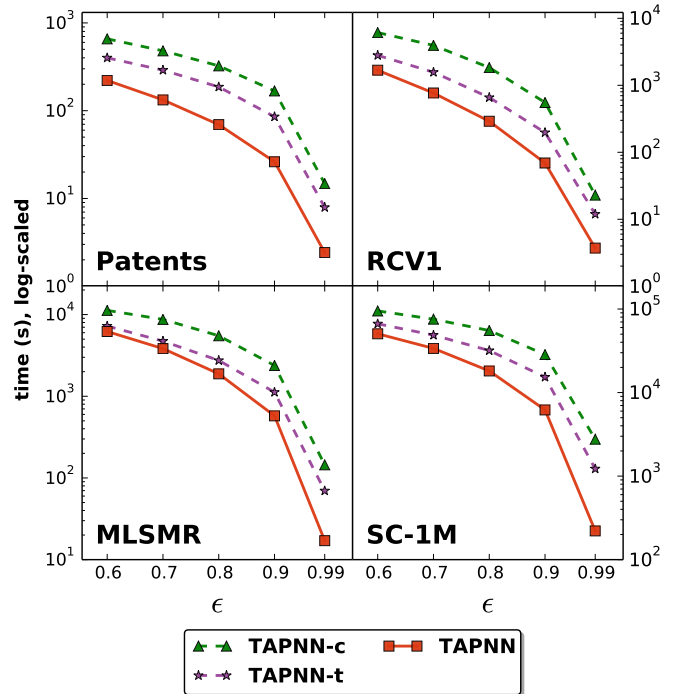 time (s), log-scaled
10³
10²
10¹
10⁰
Patents
10⁴
10³
10²
10¹
10⁰
RCV1
10⁴
10³
10²
10¹
MLSMR
10⁵
10⁴
10³
10²
SC-1M
0.6 0.7 0.8 0.9 0.99
0.6 0.7 0.8 0.9 0.99
ϵ ϵ
TAPNN-c TAPNN
TAPNN-t